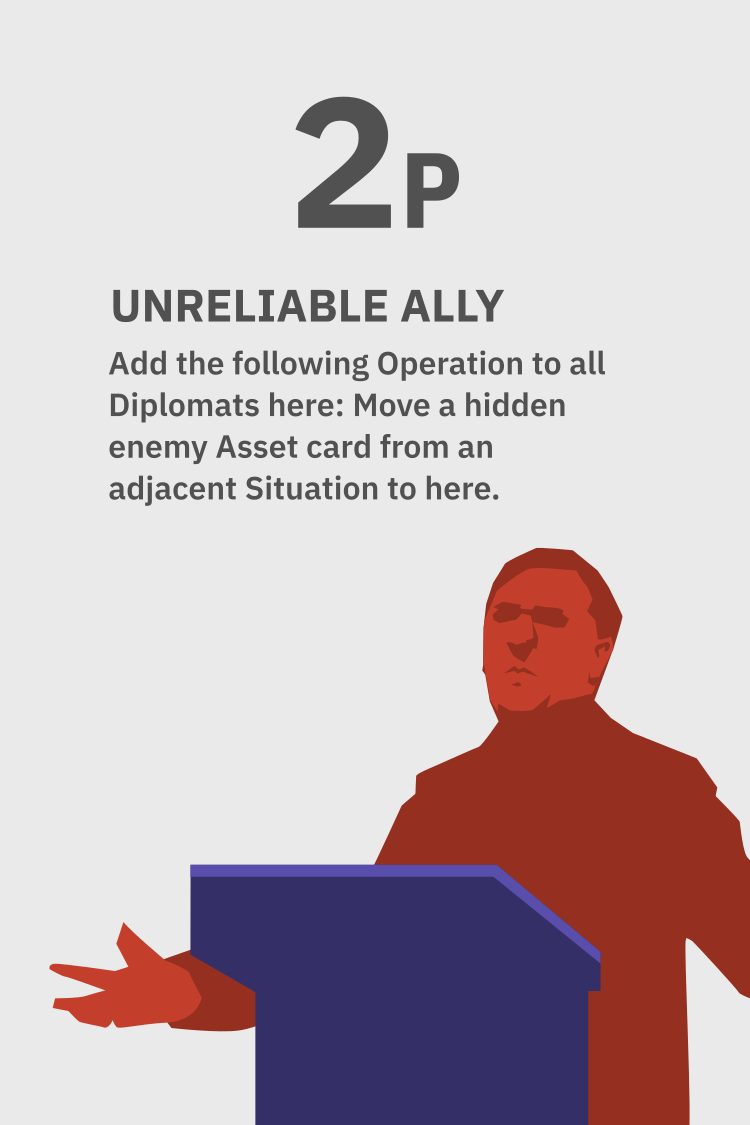 2P
UNRELIABLE ALLY
Add the following Operation to all
Diplomats here: Move a hidden
enemy Asset card from an
adjacent Situation to here.